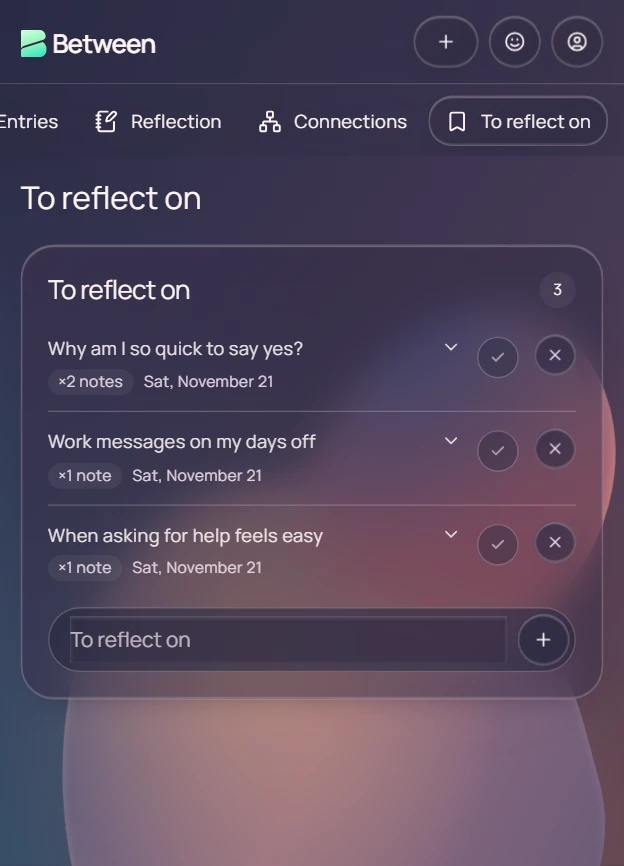 Between
Entries Reflection Connections To reflect on
To reflect on
To reflect on 3
Why am I so quick to say yes?
×2 notes Sat, November 21
Work messages on my days off
×1 note Sat, November 21
When asking for help feels easy
×1 note Sat, November 21
To reflect on